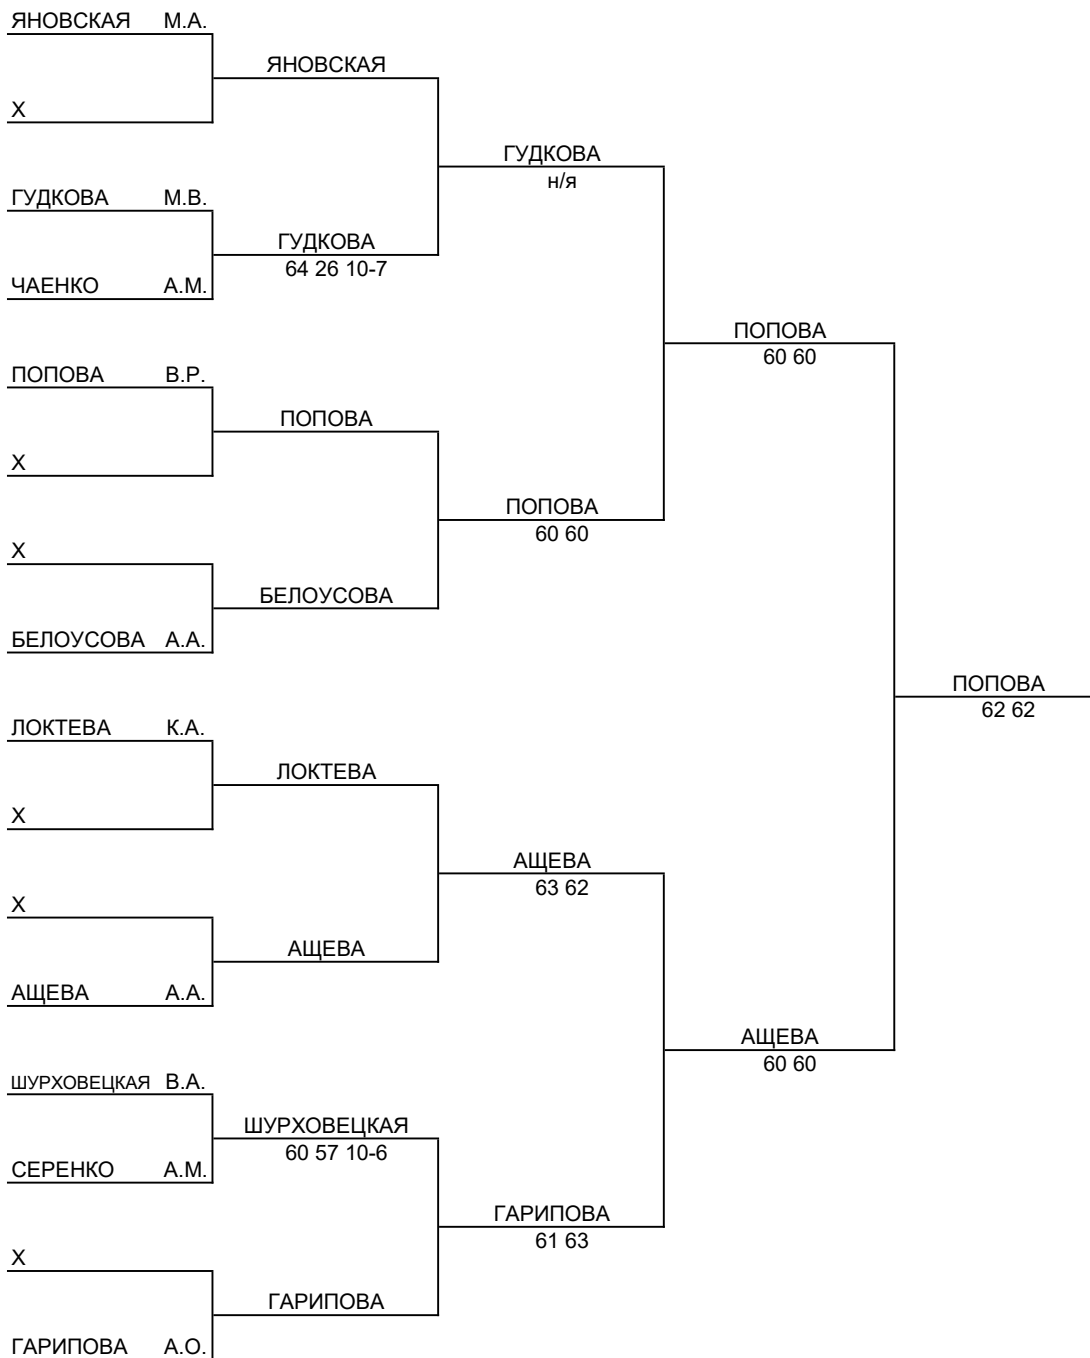 ЯНОВСКАЯ М.А.
ЯНОВСКАЯ
Х
ГУДКОВА
н/я
ГУДКОВА М.В.
ГУДКОВА
64 26 10-7
ЧАЕНКО А.М.
ПОПОВА
60 60
ПОПОВА В.Р.
ПОПОВА
Х
ПОПОВА
60 60
Х
БЕЛОУСОВА
БЕЛОУСОВА А.А.
ПОПОВА
62 62
ЛОКТЕВА К.А.
ЛОКТЕВА
Х
АЩЕВА
63 62
Х
АЩЕВА
АЩЕВА А.А.
АЩЕВА
60 60
ШУРХОВЕЦКАЯ В.А.
ШУРХОВЕЦКАЯ
60 57 10-6
СЕРЕНКО А.М.
ГАРИПОВА
61 63
Х
ГАРИПОВА
ГАРИПОВА А.О.